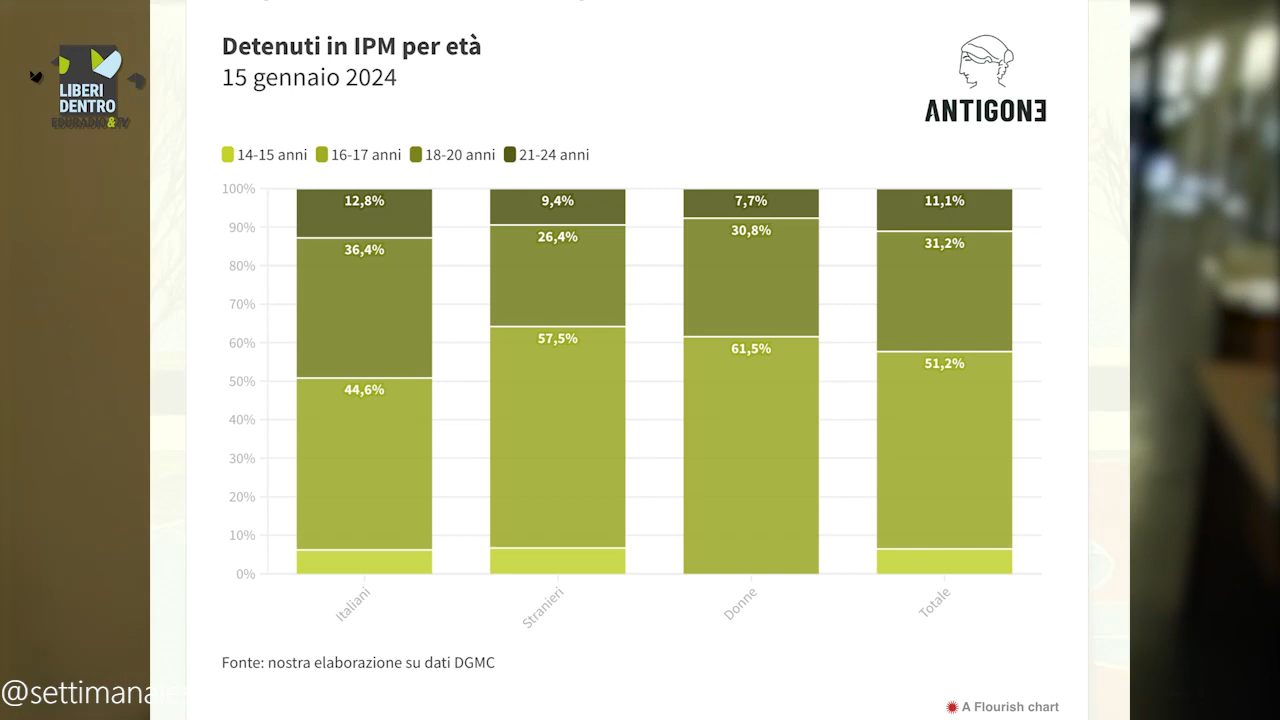 Detenuti in IPM per età
15 gennaio 2024
LIBERI
DENTRO
EDURADIO&TV
ANTIGONE
14-15 anni 16-17 anni 18-20 anni 21-24 anni
100%
90%
80%
70%
60%
50%
40%
30%
20%
10%
0%
12,8% 9,4% 7,7% 11,1%
36,4% 26,4% 30,8% 31,2%
44,6% 57,5% 61,5% 51,2%
Italiani Stranieri Donne Totale
Fonte: nostra elaborazione su dati DGMC
A Flourish chart